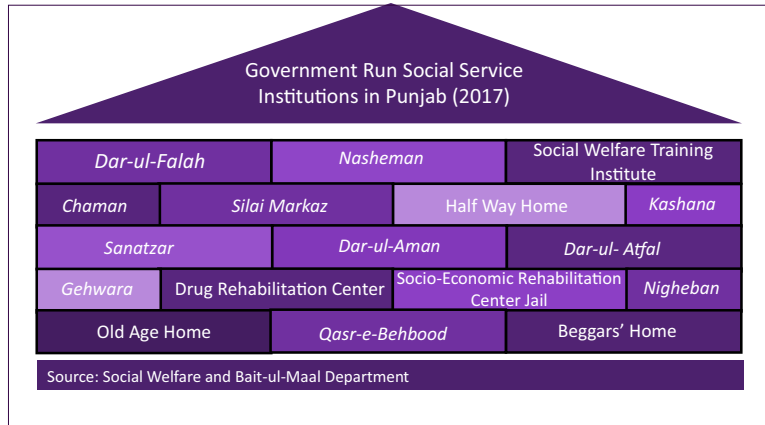 Government Run Social Service
Institutions in Punjab (2017)
Dar-ul-Falah
Nasheman
Social Welfare Training
Institute
Chaman
Silai Markaz
Half Way Home
Kashana
Sanatzar
Dar-ul-Aman
Dar-ul- Atfal
Gehwara
Drug Rehabilitation Center
Socio-Economic Rehabilitation
Center Jail
Nigheban
Old Age Home
Qasr-e-Behbood
Beggars' Home
Source: Social Welfare and Bait-ul-Maal Department